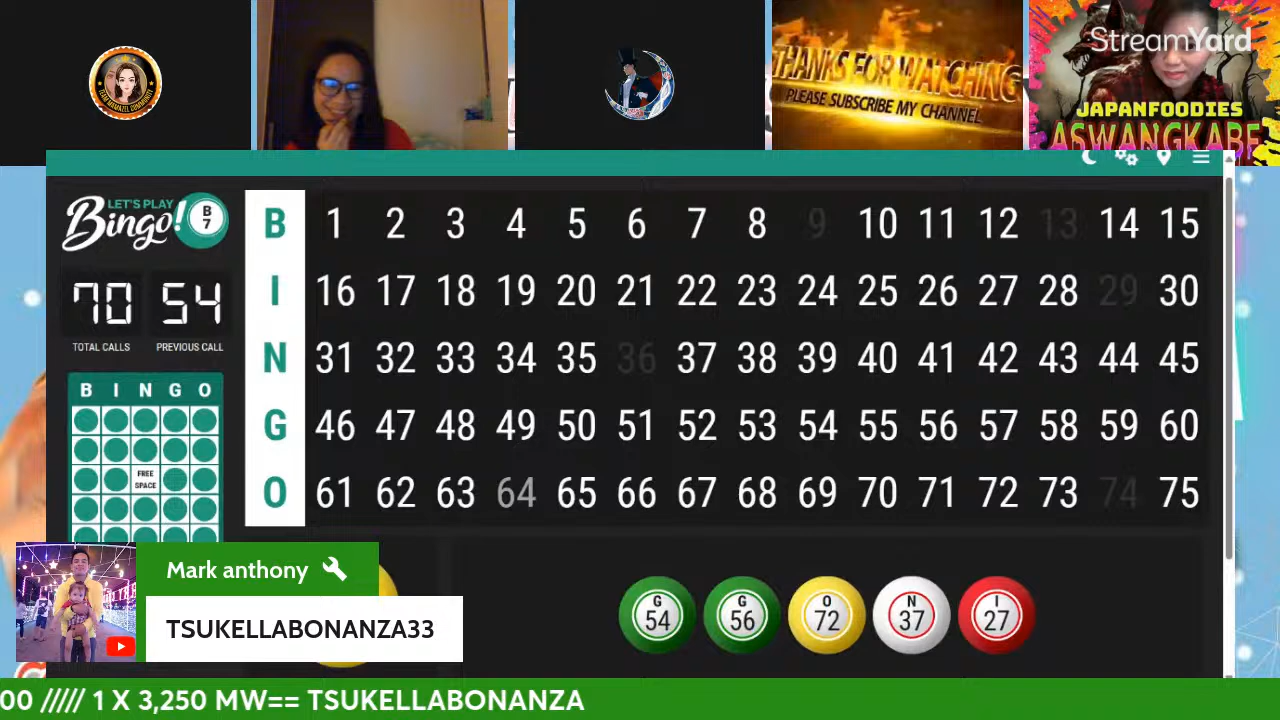 THANKS FOR WATCHING
PLEASE SUBSCRIBE MY CHANNEL
StreamYard
JAPANFOODIES
LET'S PLAY
Bingo!
B
7
70 54
TOTAL CALLS PREVIOUS CALL
B I N G O
FREE
SPACE
B 1 2 3 4 5 6 7 8 9 10 11 12 13 14 15
I 16 17 18 19 20 21 22 23 24 25 26 27 28 29 30
N 31 32 33 34 35 36 37 38 39 40 41 42 43 44 45
G 46 47 48 49 50 51 52 53 54 55 56 57 58 59 60
O 61 62 63 64 65 66 67 68 69 70 71 72 73 74 75
G G O N I
54 56 72 37 27
Mark anthony
TSUKELLABONANZA33
00 ///// 1 X 3,250 MW== TSUKELLABONANZA